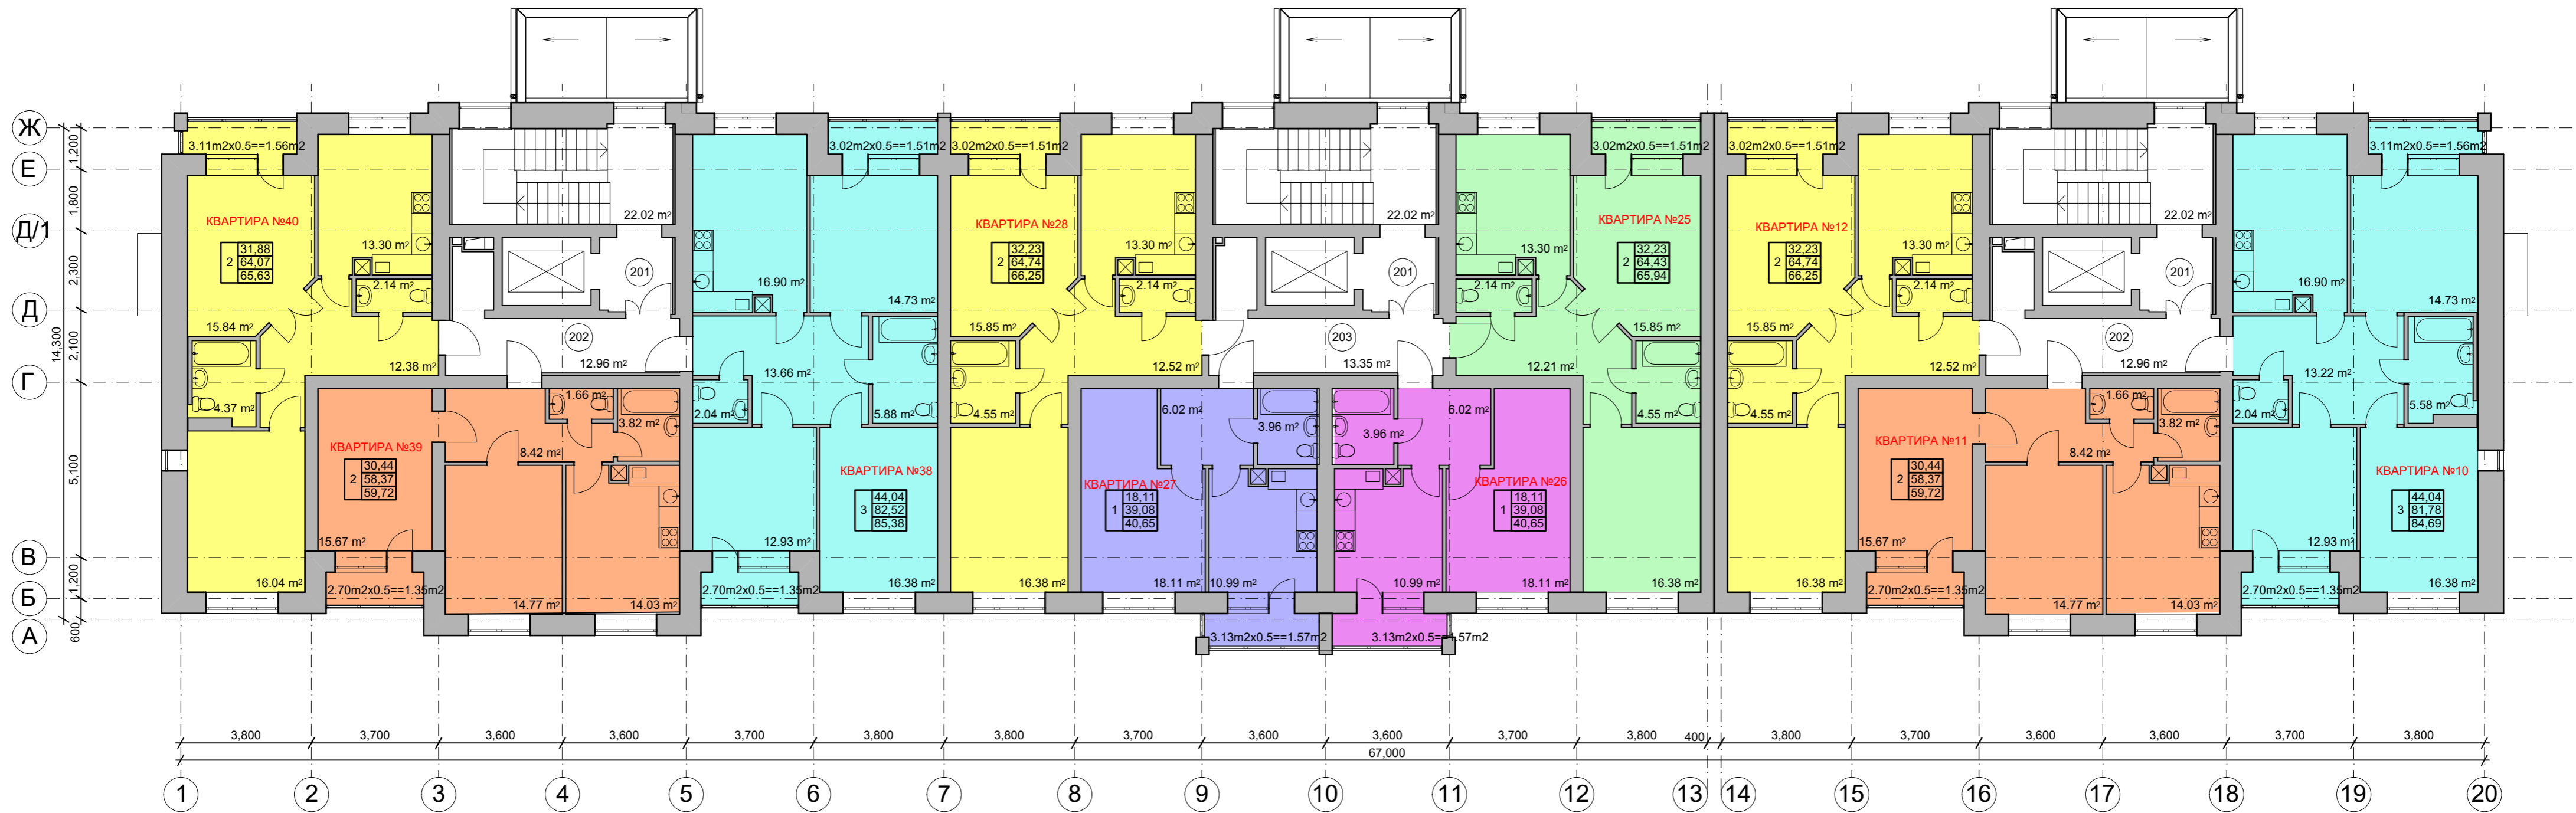 Ж
Е
Д/1
Д
Г
В
Б
А
1,200
1,800
2,300
2,100
5,100
1,200
600
14,300
3.11m2x0.5==1.56m2
КВАРТИРА №40
2
31,88
64,07
65,63
13.30 m2
2.14 m2
15.84 m2
12.38 m2
4.37 m2
16.04 m2
22.02 m2
201
202
12.96 m2
КВАРТИРА №39
2
30,44
58,37
59,72
1.66 m2
3.82 m2
8.42 m2
15.67 m2
2.70m2x0.5==1.35m2
14.77 m2
14.03 m2
3.02m2x0.5==1.51m2
16.90 m2
14.73 m2
13.66 m2
2.04 m2
5.88 m2
КВАРТИРА №38
3
44,04
82,52
85,38
12.93 m2
16.38 m2
2.70m2x0.5==1.35m2
3.02m2x0.5==1.51m2
КВАРТИРА №28
2
32,23
64,74
66,25
13.30 m2
2.14 m2
15.85 m2
12.52 m2
4.55 m2
16.38 m2
22.02 m2
201
203
13.35 m2
6.02 m2
3.96 m2
КВАРТИРА №27
1
18,11
39,08
40,65
18.11 m2
10.99 m2
3.13m2x0.5==1.57m2
6.02 m2
3.96 m2
КВАРТИРА №26
1
18,11
39,08
40,65
10.99 m2
18.11 m2
3.13m2x0.5==1.57m2
3.02m2x0.5==1.51m2
КВАРТИРА №25
2
32,23
64,43
65,94
13.30 m2
2.14 m2
15.85 m2
12.21 m2
4.55 m2
16.38 m2
3.02m2x0.5==1.51m2
КВАРТИРА №12
2
32,23
64,74
66,25
13.30 m2
2.14 m2
15.85 m2
12.52 m2
4.55 m2
16.38 m2
22.02 m2
201
202
12.96 m2
КВАРТИРА №11
2
30,44
58,37
59,72
1.66 m2
3.82 m2
8.42 m2
15.67 m2
2.70m2x0.5==1.35m2
14.77 m2
14.03 m2
3.11m2x0.5==1.56m2
16.90 m2
14.73 m2
13.22 m2
2.04 m2
5.58 m2
КВАРТИРА №10
3
44,04
81,78
84,69
12.93 m2
16.38 m2
2.70m2x0.5==1.35m2
3,800 3,700 3,600 3,600 3,700 3,800 3,800 3,700 3,600 3,600 3,700 3,800 400 3,800 3,700 3,600 3,600 3,700 3,800
67,000
1 2 3 4 5 6 7 8 9 10 11 12 13 14 15 16 17 18 19 20